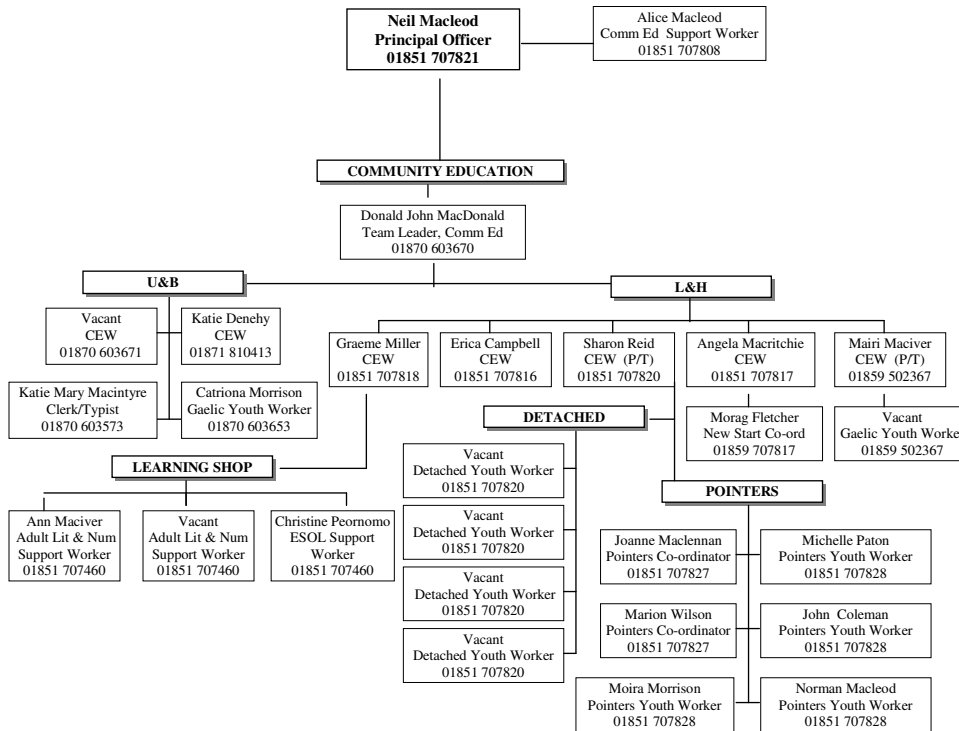 Neil Macleod
Principal Officer
01851 707821
Alice Macleod
Comm Ed  Support Worker
01851 707808
COMMUNITY EDUCATION
Donald John MacDonald
Team Leader, Comm Ed
01870 603670
U&B
L&H
Vacant
CEW
01870 603671
Katie Denehy
CEW
01871 810413
Katie Mary Macintyre
Clerk/Typist
01870 603573
Catriona Morrison
Gaelic Youth Worker
01870 603653
Graeme Miller
CEW
01851 707818
Erica Campbell
CEW
01851 707816
Sharon Reid
CEW  (P/T)
01851 707820
Angela Macritchie
CEW
01851 707817
Mairi Maciver
CEW  (P/T)
01859 502367
Morag Fletcher
New Start Co-ord
01859 707817
Vacant
Gaelic Youth Worke
01859 502367
LEARNING SHOP
Ann Maciver
Adult Lit & Num
Support Worker
01851 707460
Vacant
Adult Lit & Num
Support Worker
01851 707460
Christine Peornomo
ESOL Support
Worker
01851 707460
DETACHED
Vacant
Detached Youth Worker
01851 707820
Vacant
Detached Youth Worker
01851 707820
Vacant
Detached Youth Worker
01851 707820
Vacant
Detached Youth Worker
01851 707820
POINTERS
Joanne Maclennan
Pointers Co-ordinator
01851 707827
Michelle Paton
Pointers Youth Worker
01851 707828
Marion Wilson
Pointers Co-ordinator
01851 707827
John  Coleman
Pointers Youth Worker
01851 707828
Moira Morrison
Pointers Youth Worker
01851 707828
Norman Macleod
Pointers Youth Worker
01851 707828